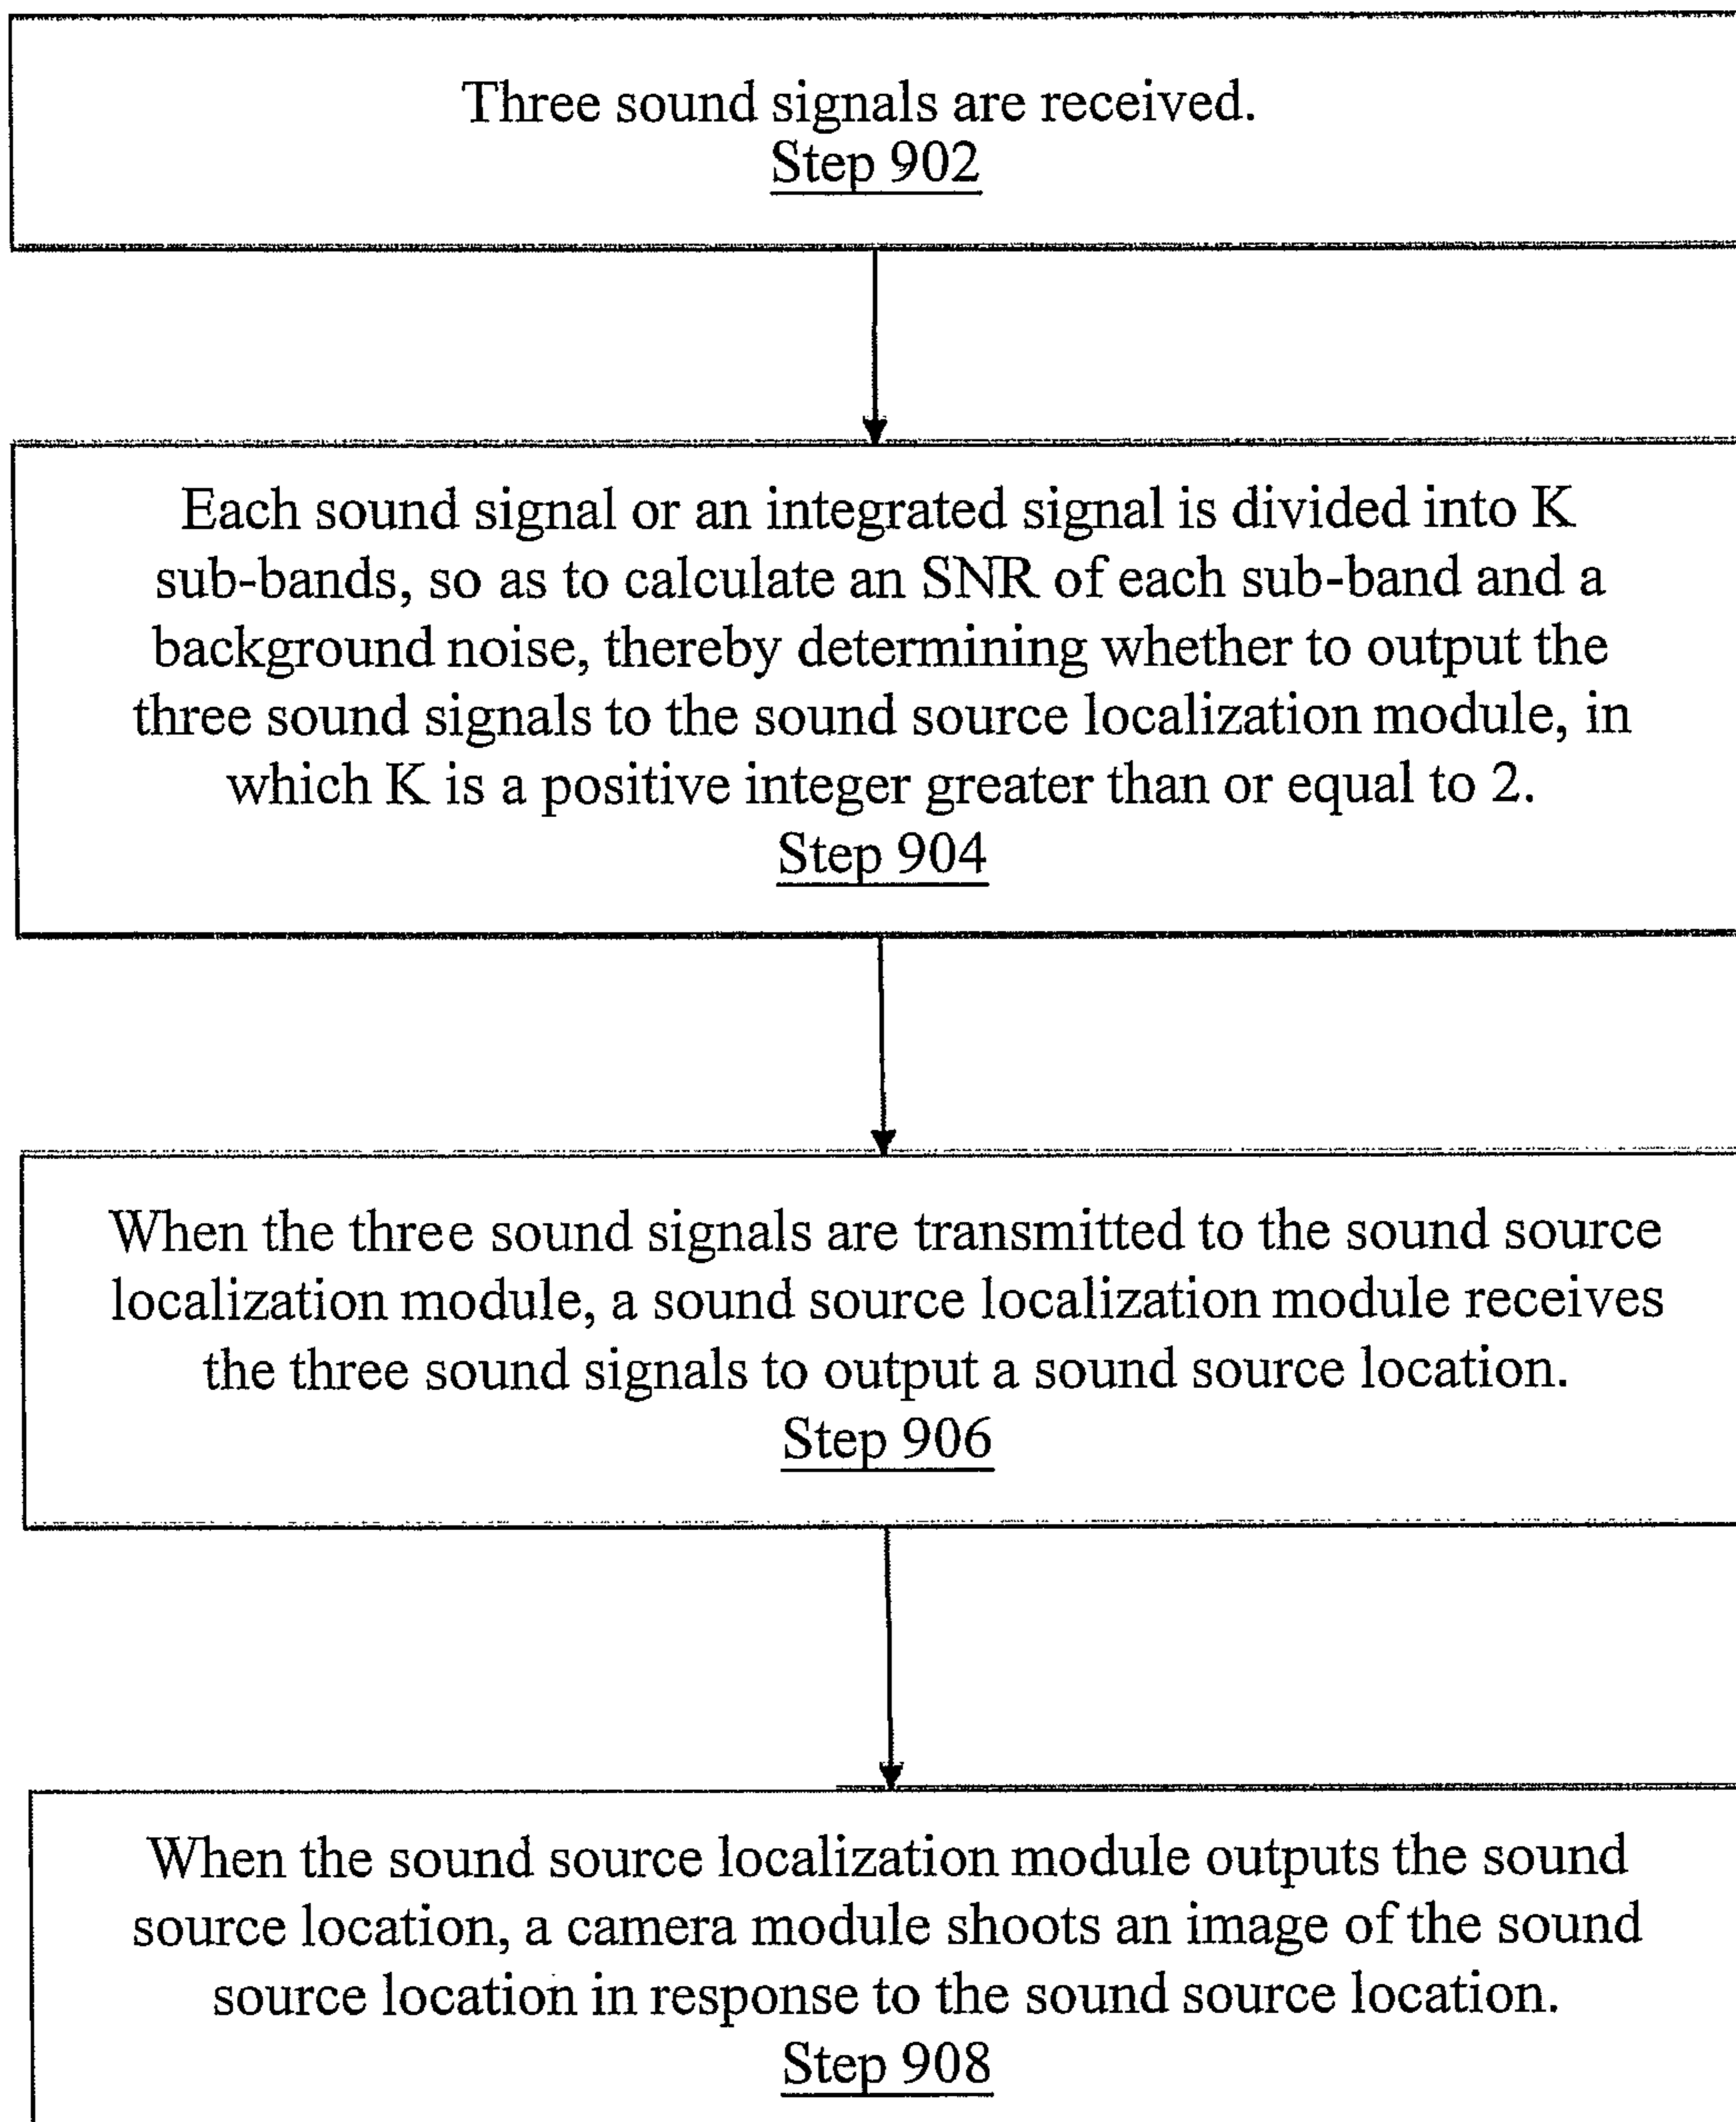 Three sound signals are received.
Step 902
Each sound signal or an integrated signal is divided into K
sub-bands, so as to calculate an SNR of each sub-band and a
background noise, thereby determining whether to output the
three sound signals to the sound source localization module, in
which K is a positive integer greater than or equal to 2.
Step 904
When the three sound signals are transmitted to the sound source
localization module, a sound source localization module receives
the three sound signals to output a sound source location.
Step 906
When the sound source localization module outputs the sound
source location, a camera module shoots an image of the sound
source location in response to the sound source location.
Step 908